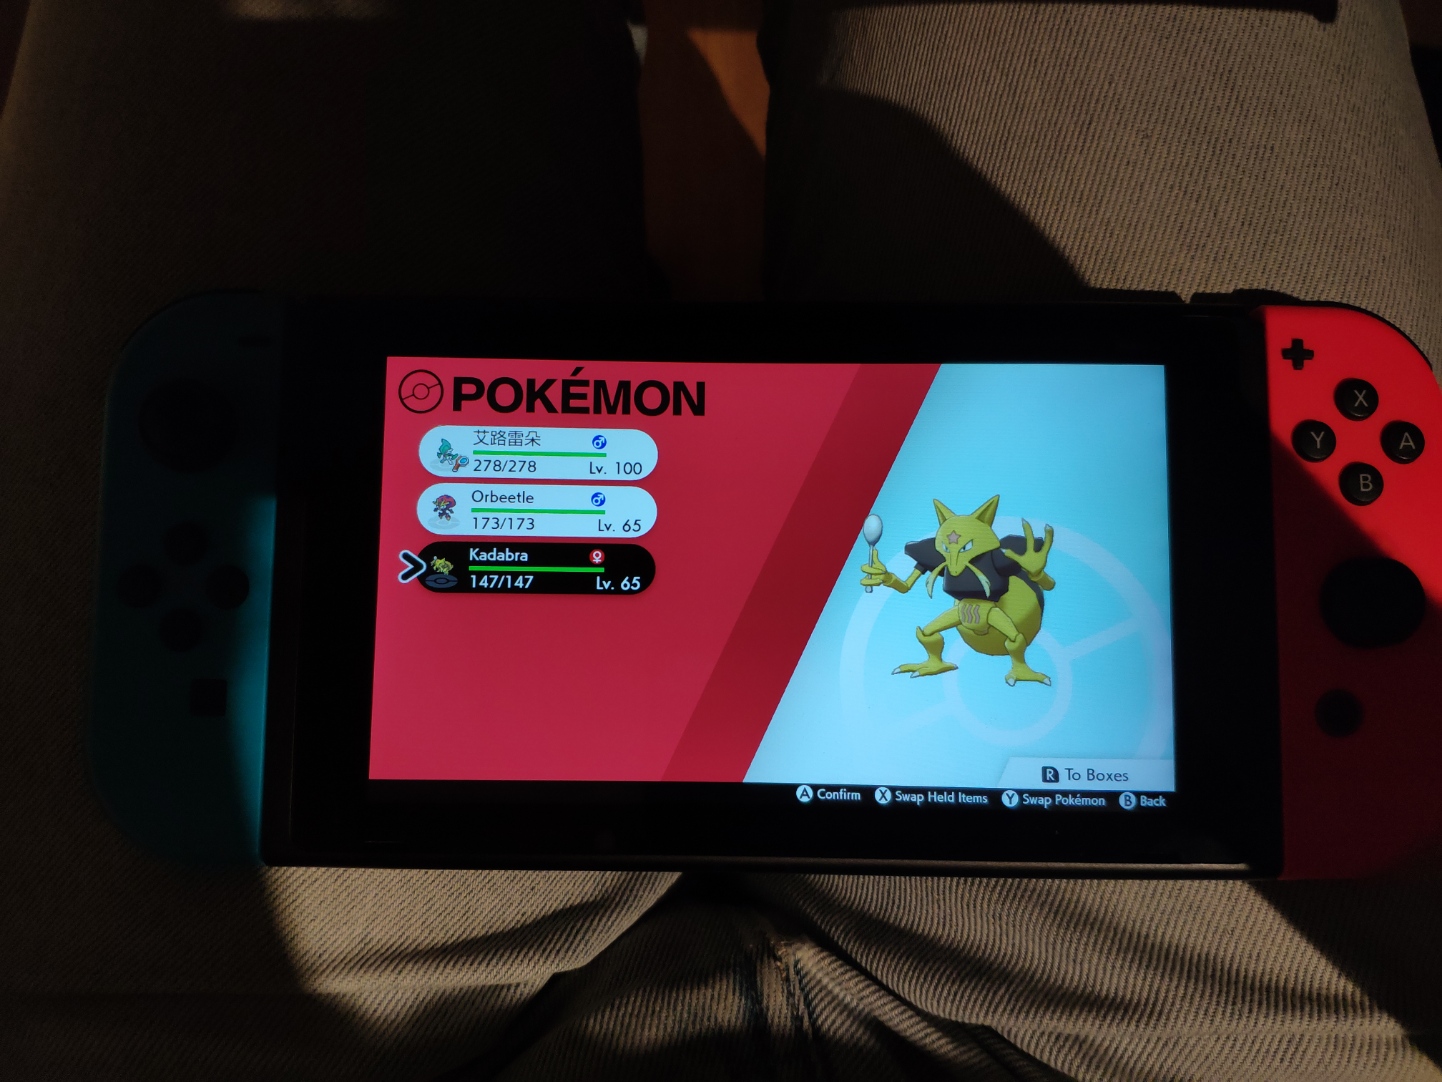 POKÉMON
艾路雷朵
278/278 Lv. 100
Orbeetle
173/173 Lv. 65
Kadabra
147/147 Lv. 65
R To Boxes
A Confirm X Swap Held Items Y Swap Pokémon B Back
Y
X
B
A